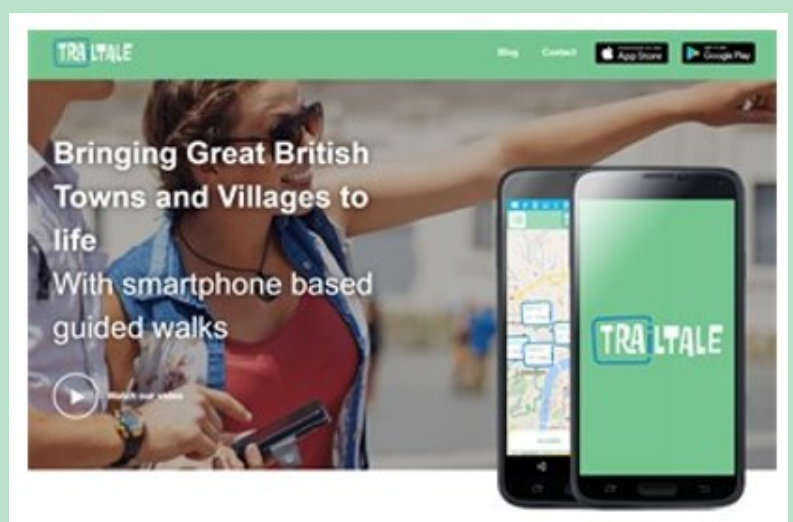 TRAiLTALE
Blog
Contact
App Store
Google Play
Bringing Great British
Towns and Villages to
life
With smartphone based
guided walks
Watch our video
TRAiLTALE